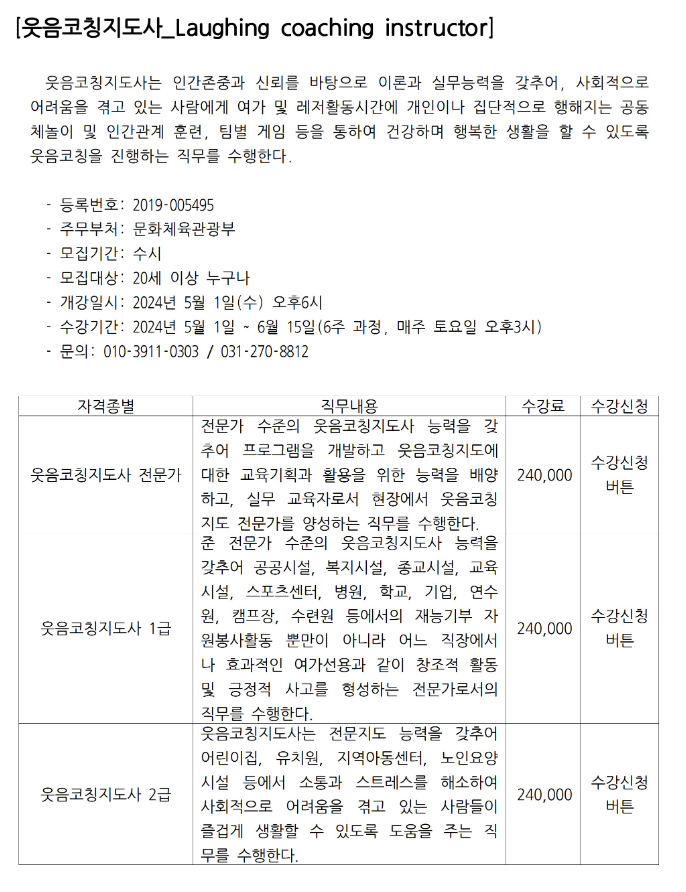 [웃음코칭지도사_Laughing coaching instructor]
웃음코칭지도사는 인간존중과 신뢰를 바탕으로 이론과 실무능력을 갖추어, 사회적으로
어려움을 겪고 있는 사람에게 여가 및 레저활동시간에 개인이나 집단적으로 행해지는 공동
체놀이 및 인간관계 훈련, 팀별 게임 등을 통하여 건강하며 행복한 생활을 할 수 있도록
웃음코칭을 진행하는 직무를 수행한다.
- 등록번호: 2019-005495
- 주무부처: 문화체육관광부
- 모집기간: 수시
- 모집대상: 20세 이상 누구나
- 개강일시: 2024년 5월 1일(수) 오후6시
- 수강기간: 2024년 5월 1일 ~ 6월 15일(6주 과정, 매주 토요일 오후3시)
- 문의: 010-3911-0303 / 031-270-8812
자격종별 직무내용 수강료 수강신청
웃음코칭지도사 전문가
전문가 수준의 웃음코칭지도사 능력을 갖
추어 프로그램을 개발하고 웃음코칭지도에
대한 교육기획과 활용을 위한 능력을 배양
하고, 실무 교육자로서 현장에서 웃음코칭
지도 전문가를 양성하는 직무를 수행한다.
240,000
수강신청
버튼
웃음코칭지도사 1급
준 전문가 수준의 웃음코칭지도사 능력을
갖추어 공공시설, 복지시설, 종교시설, 교육
시설, 스포츠센터, 병원, 학교, 기업, 연수
원, 캠프장, 수련원 등에서의 재능기부 자
원봉사활동 뿐만이 아니라 어느 직장에서
나 효과적인 여가선용과 같이 창조적 활동
및 긍정적 사고를 형성하는 전문가로서의
직무를 수행한다.
240,000
수강신청
버튼
웃음코칭지도사 2급
웃음코칭지도사는 전문지도 능력을 갖추어
어린이집, 유치원, 지역아동센터, 노인요양
시설 등에서 소통과 스트레스를 해소하여
사회적으로 어려움을 겪고 있는 사람들이
즐겁게 생활할 수 있도록 도움을 주는 직
무를 수행한다.
240,000
수강신청
버튼